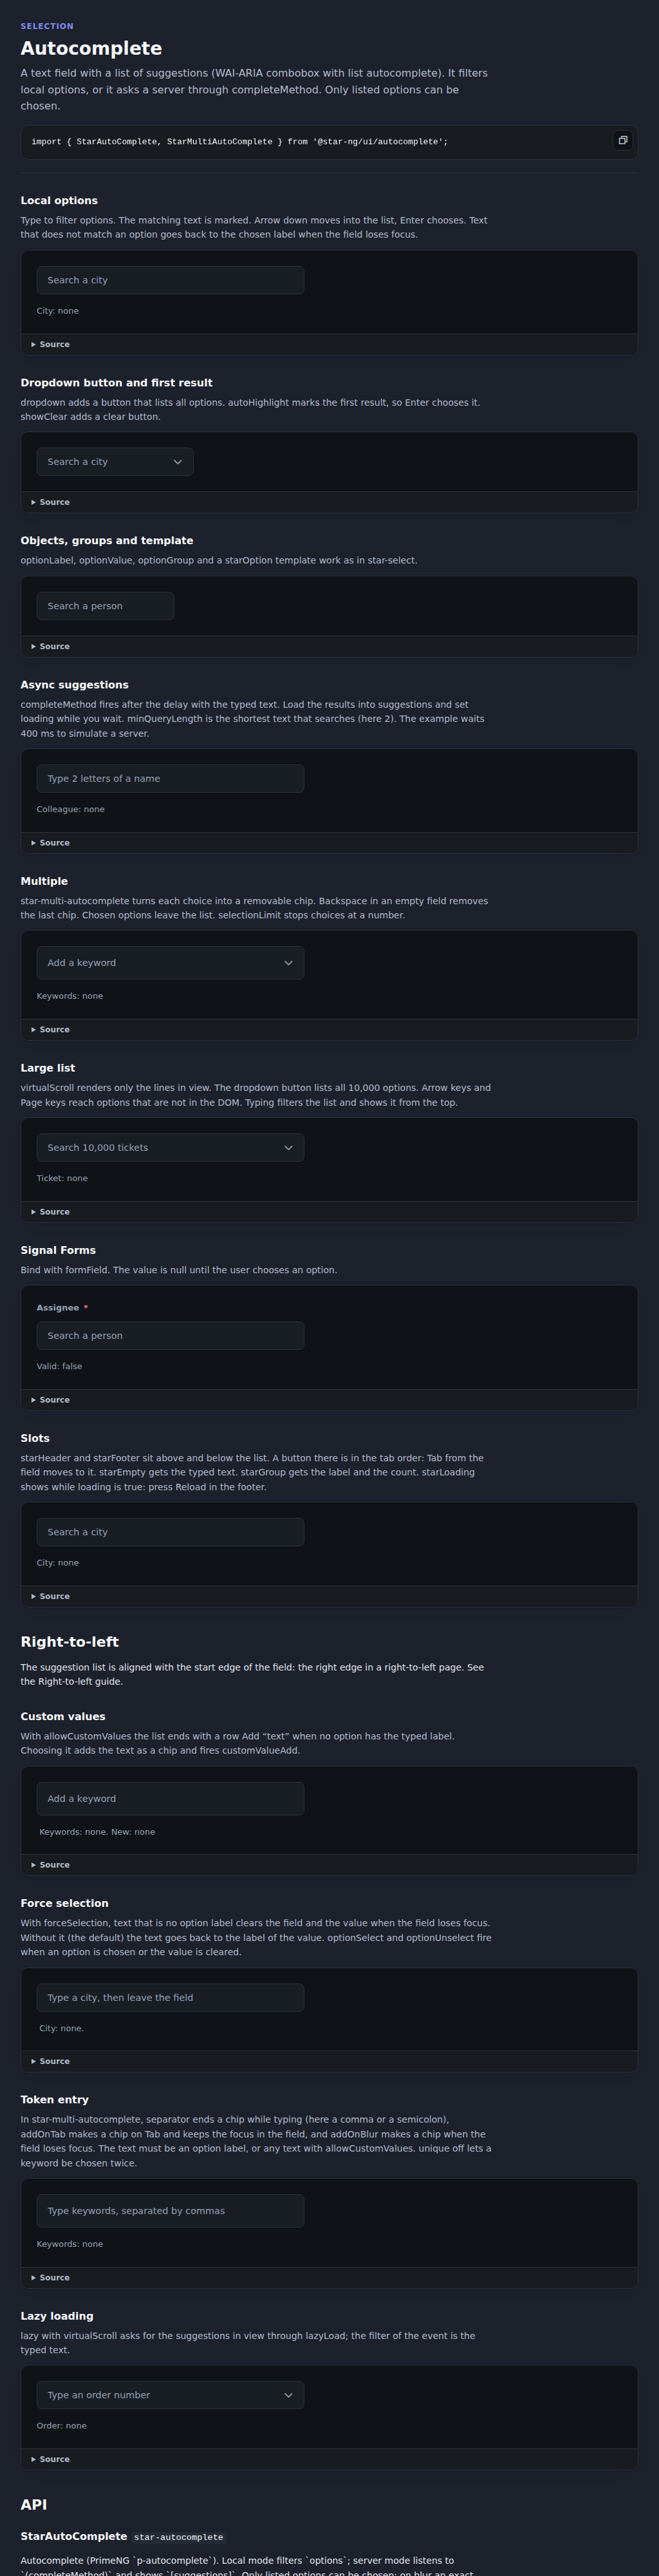 SELECTION
Autocomplete
A text field with a list of suggestions (WAI-ARIA combobox with list autocomplete). It filters
local options, or it asks a server through completeMethod. Only listed options can be
chosen.
import { StarAutoComplete, StarMultiAutoComplete } from '@star-ng/ui/autocomplete';
Local options
Type to filter options. The matching text is marked. Arrow down moves into the list, Enter chooses. Text
that does not match an option goes back to the chosen label when the field loses focus.
Search a city
City: none
Source
Dropdown button and first result
dropdown adds a button that lists all options. autoHighlight marks the first result, so Enter chooses it.
showClear adds a clear button.
Search a city
Source
Objects, groups and template
optionLabel, optionValue, optionGroup and a starOption template work as in star-select.
Search a person
Source
Async suggestions
completeMethod fires after the delay with the typed text. Load the results into suggestions and set
loading while you wait. minQueryLength is the shortest text that searches (here 2). The example waits
400 ms to simulate a server.
Type 2 letters of a name
Colleague: none
Source
Multiple
star-multi-autocomplete turns each choice into a removable chip. Backspace in an empty field removes
the last chip. Chosen options leave the list. selectionLimit stops choices at a number.
Add a keyword
Keywords: none
Source
Large list
virtualScroll renders only the lines in view. The dropdown button lists all 10,000 options. Arrow keys and
Page keys reach options that are not in the DOM. Typing filters the list and shows it from the top.
Search 10,000 tickets
Ticket: none
Source
Signal Forms
Bind with formField. The value is null until the user chooses an option.
Assignee *
Search a person
Valid: false
Source
Slots
starHeader and starFooter sit above and below the list. A button there is in the tab order: Tab from the
field moves to it. starEmpty gets the typed text. starGroup gets the label and the count. starLoading
shows while loading is true: press Reload in the footer.
Search a city
City: none
Source
Right-to-left
The suggestion list is aligned with the start edge of the field: the right edge in a right-to-left page. See
the Right-to-left guide.
Custom values
With allowCustomValues the list ends with a row Add “text” when no option has the typed label.
Choosing it adds the text as a chip and fires customValueAdd.
Add a keyword
Keywords: none. New: none
Source
Force selection
With forceSelection, text that is no option label clears the field and the value when the field loses focus.
Without it (the default) the text goes back to the label of the value. optionSelect and optionUnselect fire
when an option is chosen or the value is cleared.
Type a city, then leave the field
City: none.
Source
Token entry
In star-multi-autocomplete, separator ends a chip while typing (here a comma or a semicolon),
addOnTab makes a chip on Tab and keeps the focus in the field, and addOnBlur makes a chip when the
field loses focus. The text must be an option label, or any text with allowCustomValues. unique off lets a
keyword be chosen twice.
Type keywords, separated by commas
Keywords: none
Source
Lazy loading
lazy with virtualScroll asks for the suggestions in view through lazyLoad; the filter of the event is the
typed text.
Type an order number
Order: none
Source
API
StarAutoComplete star-autocomplete
Autocomplete (PrimeNG `p-autocomplete`). Local mode filters `options`; server mode listens to
`(completeMethod)` and shows `[suggestions]`. Only listed options can be chosen; on blur an exact